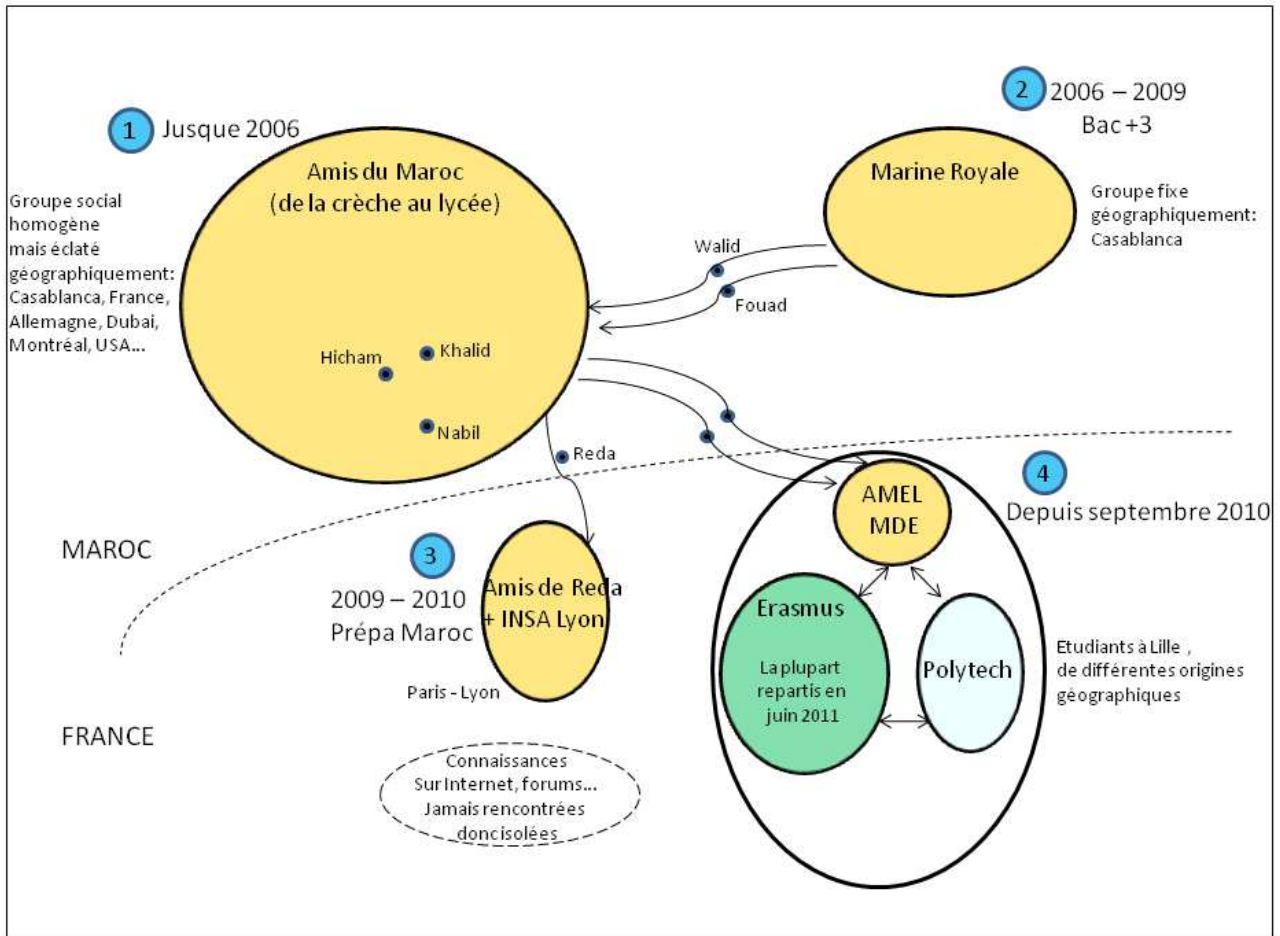 1
Jusque 2006
Amis du Maroc
(de la crèche au lycée)
Groupe social
homogène
mais éclaté
géographiquement:
Casablanca, France,
Allemagne, Dubai,
Montréal, USA...
Hicham
Khalid
Nabil
2
2006 – 2009
Bac +3
Marine Royale
Groupe fixe
géographiquement:
Casablanca
Walid
Fouad
Reda
MAROC
FRANCE
3
2009 – 2010
Prépa Maroc
Amis de Reda
+ INSA Lyon
Paris - Lyon
Connaissances
Sur Internet, forums...
Jamais rencontrées
donc isolées
4
Depuis septembre 2010
AMEL
MDE
Erasmus
La plupart
repartis en
juin 2011
Polytech
Etudiants à Lille ,
de différentes origines
géographiques